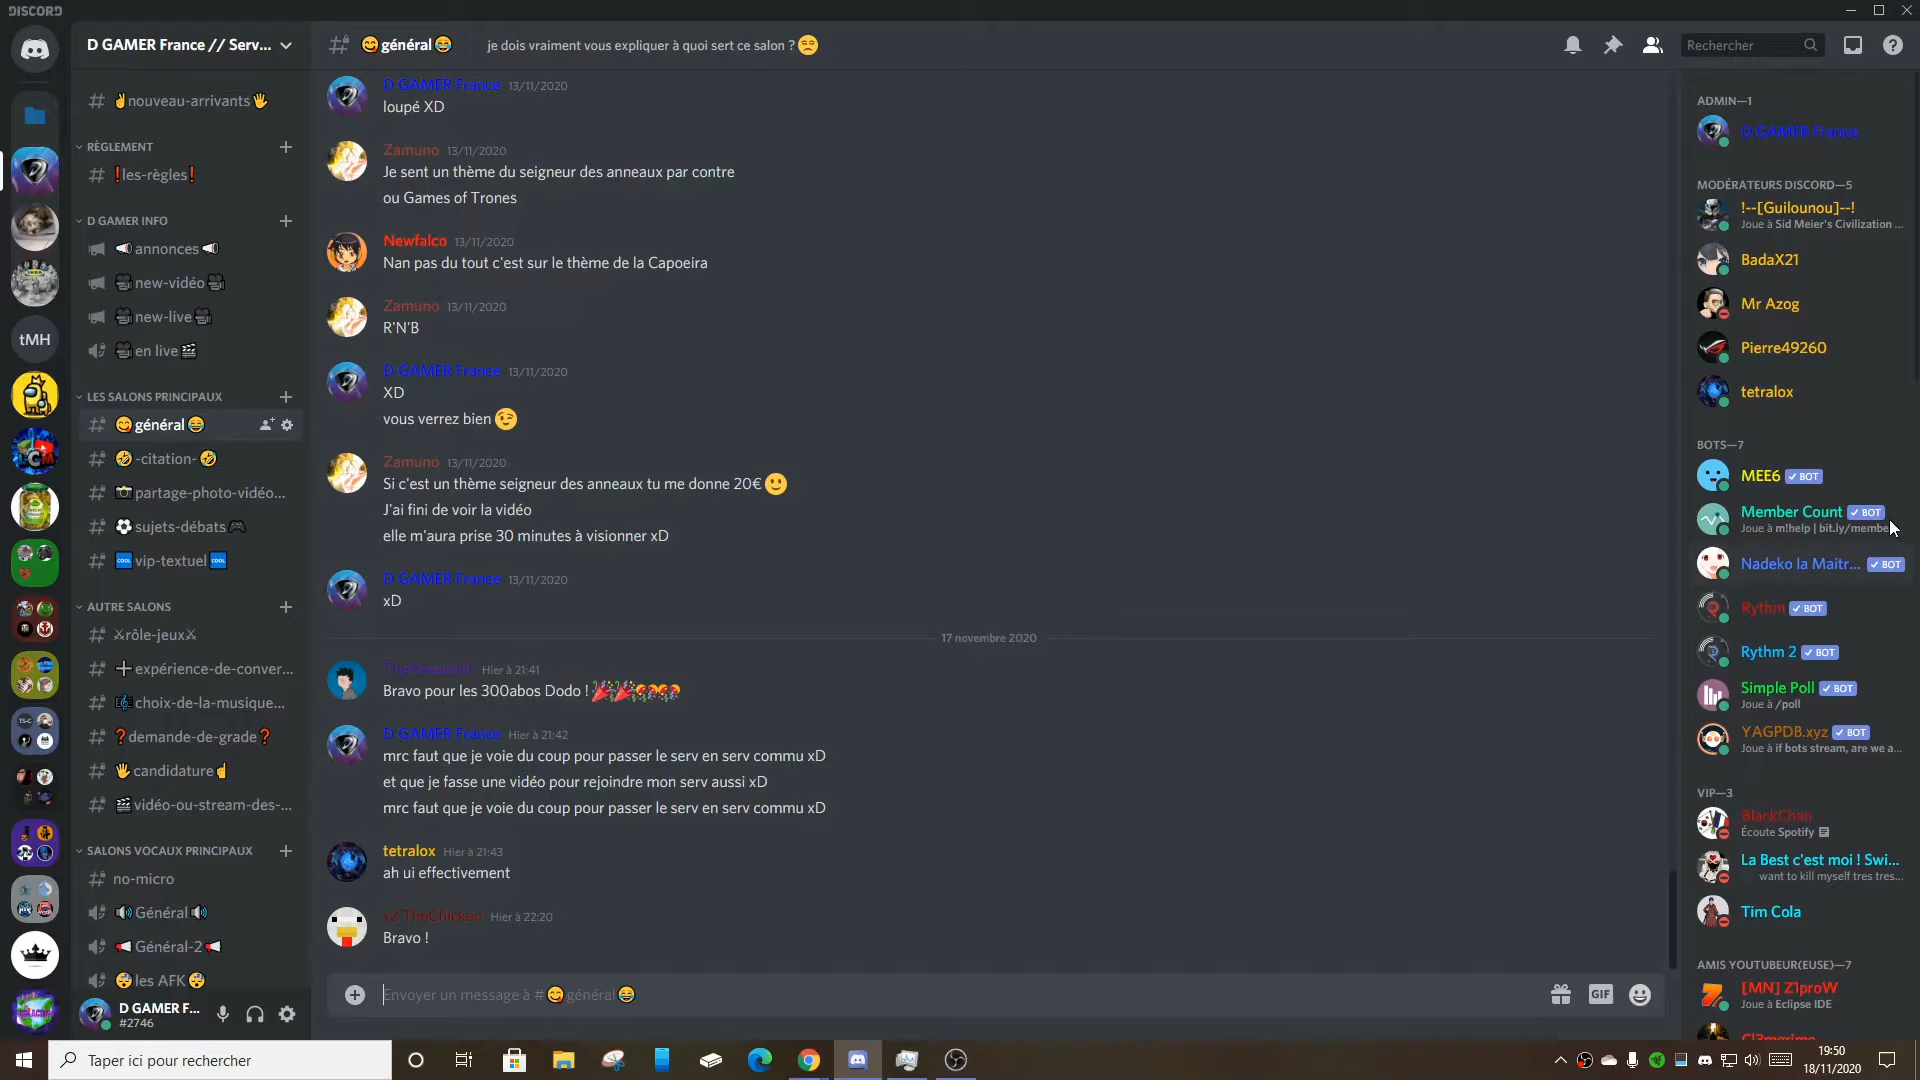 DISCORD
D GAMER France // Serv...
nouveau-arrivants
RÈGLEMENT
les-règles
D GAMER INFO
annonces
new-vidéo
new-live
en live
tMH
LES SALONS PRINCIPAUX
général
-citation-
partage-photo-vidéo...
sujets-débats
vip-textuel
AUTRE SALONS
rôle-jeux
expérience-de-conver...
choix-de-la-musique...
demande-de-grade
candidature
vidéo-ou-stream-des-...
SALONS VOCAUX PRINCIPAUX
no-micro
Général
Général-2
les AFK
D GAMER F...
#2746
général je dois vraiment vous expliquer à quoi sert ce salon ?
Rechercher
D GAMER France 13/11/2020
loupé XD
Zamuno 13/11/2020
Je sent un thème du seigneur des anneaux par contre
ou Games of Trones
Newfalco 13/11/2020
Nan pas du tout c'est sur le thème de la Capoeira
Zamuno 13/11/2020
R'N'B
D GAMER France 13/11/2020
XD
vous verrez bien
Zamuno 13/11/2020
Si c'est un thème seigneur des anneaux tu me donne 20€
J'ai fini de voir la vidéo
elle m'aura prise 30 minutes à visionner xD
D GAMER France 13/11/2020
xD
17 novembre 2020
Hier à 21:41
Bravo pour les 300abos Dodo !
D GAMER France Hier à 21:42
mrc faut que je voie du coup pour passer le serv en serv commu xD
et que je fasse une vidéo pour rejoindre mon serv aussi xD
mrc faut que je voie du coup pour passer le serv en serv commu xD
tetralox Hier à 21:43
ah ui effectivement
x2 TheChicken Hier à 22:20
Bravo !
Envoyer un message à # général
GIF
ADMIN—1
D GAMER France
MODÉRATEURS DISCORD—5
!--[Guilounou]--!
Joue à Sid Meier's Civilization ...
BadaX21
Mr Azog
Pierre49260
tetralox
BOTS—7
MEE6 BOT
Member Count BOT
Joue à m!help | bit.ly/membe
Nadeko la Maitr... BOT
Rythm BOT
Rythm 2 BOT
Simple Poll BOT
Joue à /poll
YAGPDB.xyz BOT
Joue à if bots stream, are we a...
VIP—3
BlackChan
Écoute Spotify
La Best c'est moi ! Swi...
want to kill myself tres tres...
Tim Cola
AMIS YOUTUBEUR(EUSE)—7
[MN] Z1proW
Joue à Eclipse IDE
Taper ici pour rechercher
19:50
18/11/2020